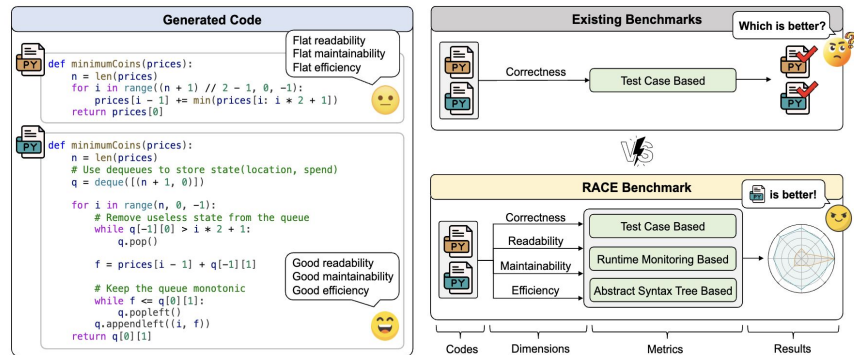 Generated Code
PY
Flat readability
Flat maintainability
Flat efficiency
def minimumCoins(prices):
    n = len(prices)
    for i in range((n + 1) // 2 - 1, 0, -1):
        prices[i - 1] += min(prices[i: i * 2 + 1])
    return prices[0]
PY
def minimumCoins(prices):
    n = len(prices)
    # Use dequeues to store state(location, spend)
    q = deque([(n + 1, 0)])
    for i in range(n, 0, -1):
        # Remove useless state from the queue
        while q[-1][0] > i * 2 + 1:
            q.pop()
        f = prices[i - 1] + q[-1][1]
        # Keep the queue monotonic
        while f <= q[0][1]:
            q.popleft()
        q.appendleft((i, f))
    return q[0][1]
Good readability
Good maintainability
Good efficiency
Existing Benchmarks
Which is better?
PY
PY
Correctness
Test Case Based
PY
PY
VS
RACE Benchmark
PY is better!
PY
PY
Correctness
Readability
Maintainability
Efficiency
Test Case Based
Runtime Monitoring Based
Abstract Syntax Tree Based
Codes
Dimensions
Metrics
Results